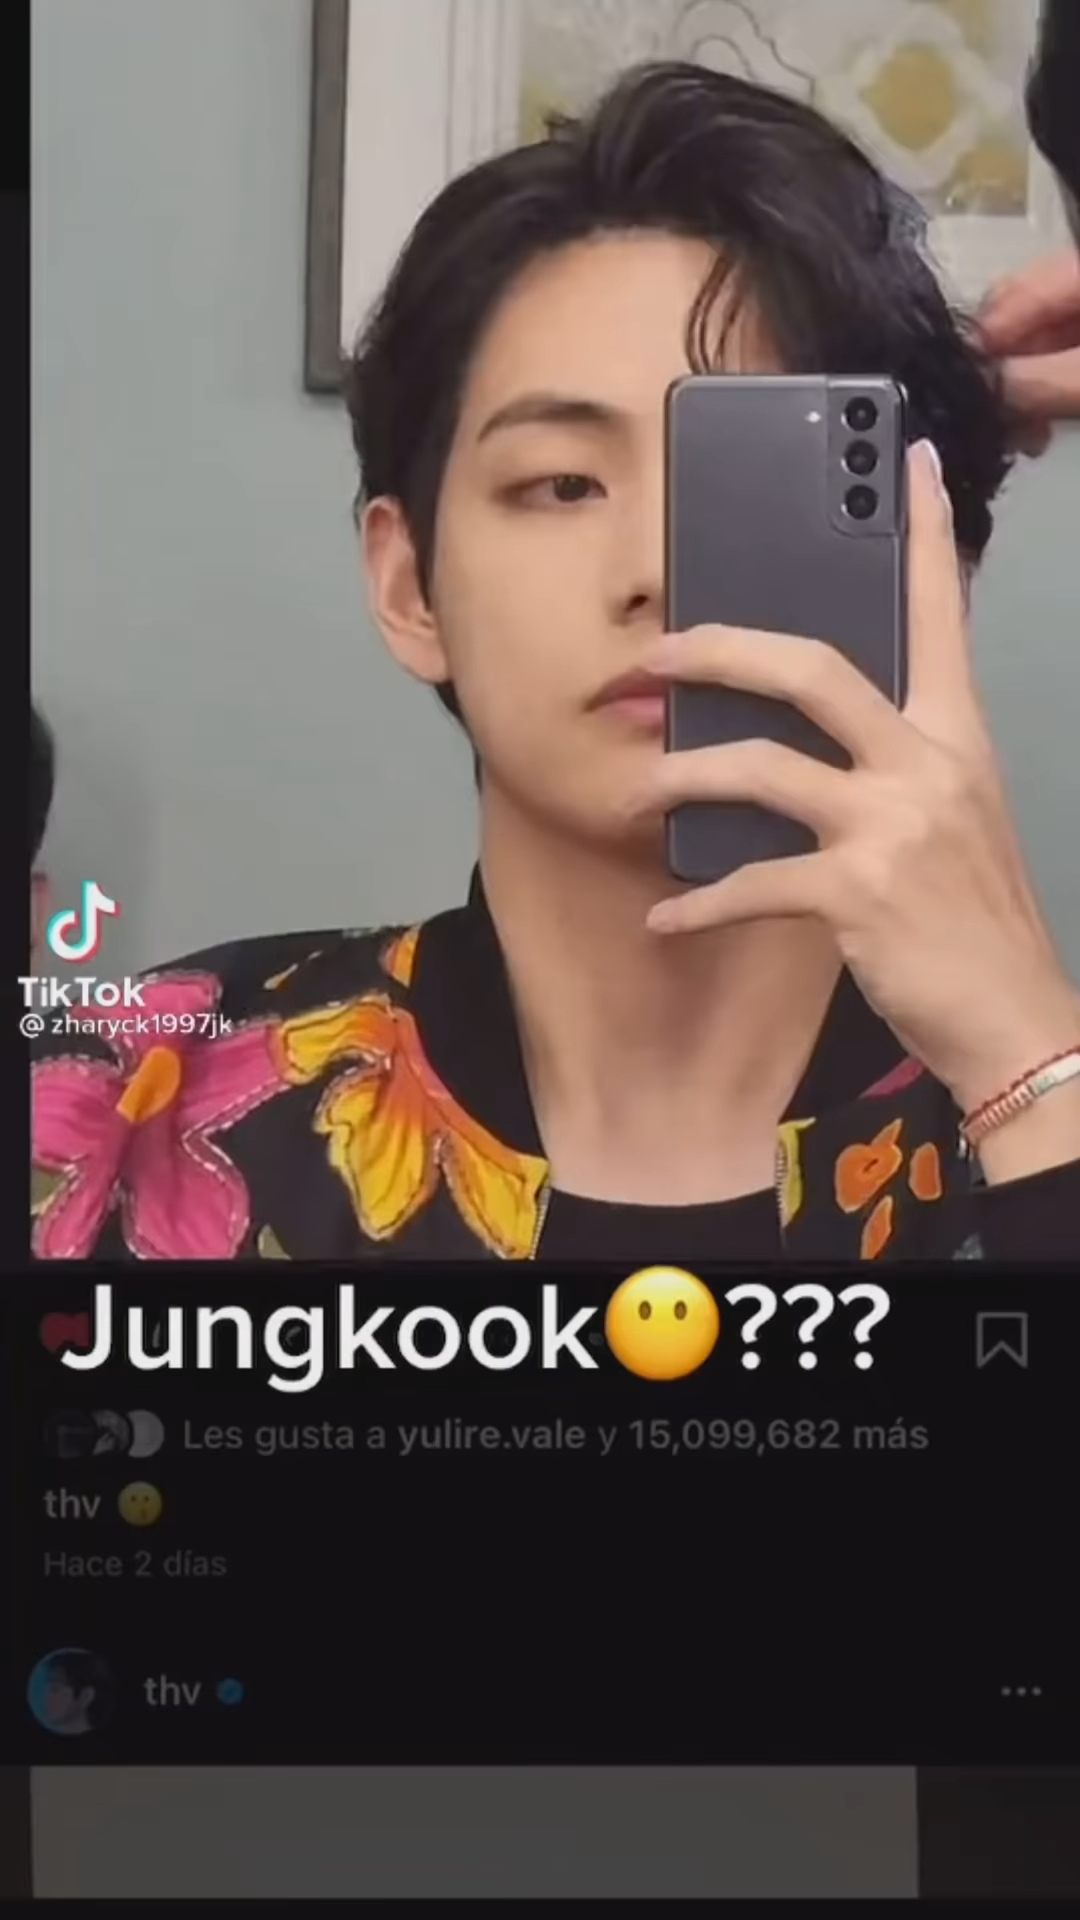 TikTok
@zharyck1997jk
Jungkook😶???
Les gusta a yulire.vale y 15,099,682 más
thv 😗
Hace 2 días
thv